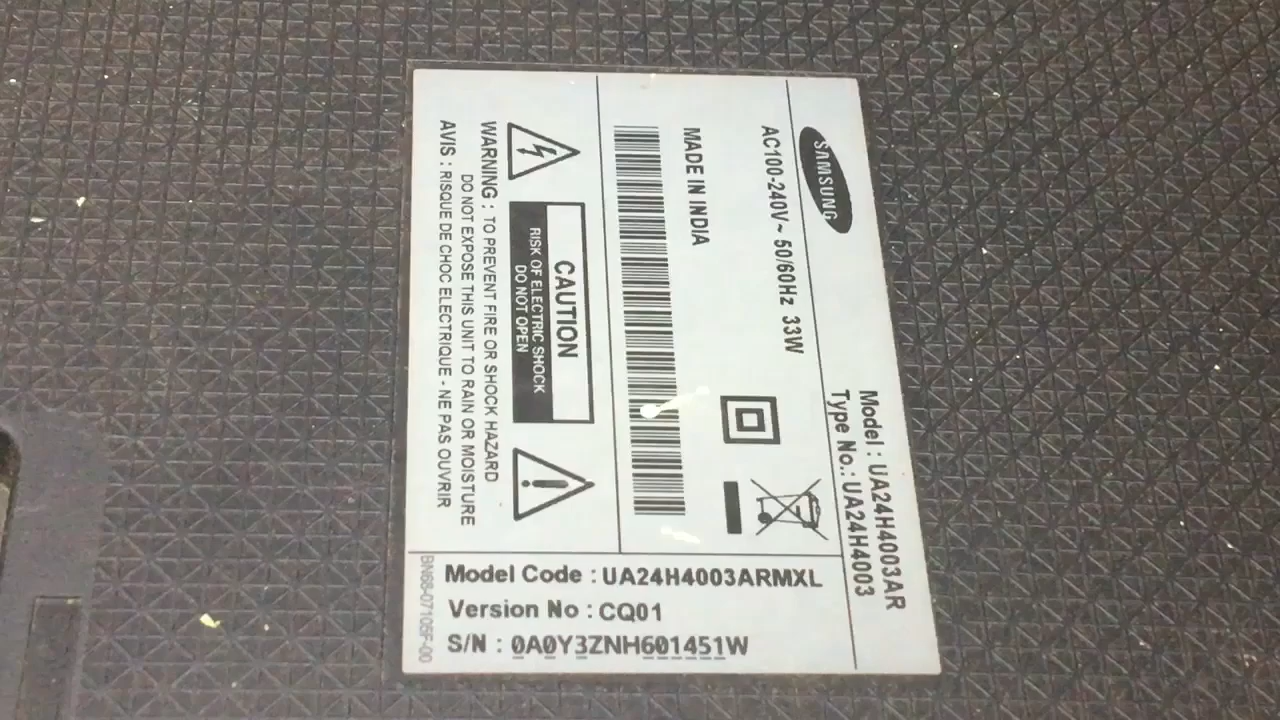 SAMSUNG
Model : UA24H4003AR
Type No.: UA24H4003
AC100-240V~ 50/60Hz 33W
MADE IN INDIA
CAUTION
RISK OF ELECTRIC SHOCK
DO NOT OPEN
WARNING : TO PREVENT FIRE OR SHOCK HAZARD
DO NOT EXPOSE THIS UNIT TO RAIN OR MOISTURE
AVIS : RISQUE DE CHOC ELECTRIQUE - NE PAS OUVRIR
Model Code : UA24H4003ARMXL
Version No : CQ01
S/N : 0A0Y3ZNH601451W
BN68-07105F-00